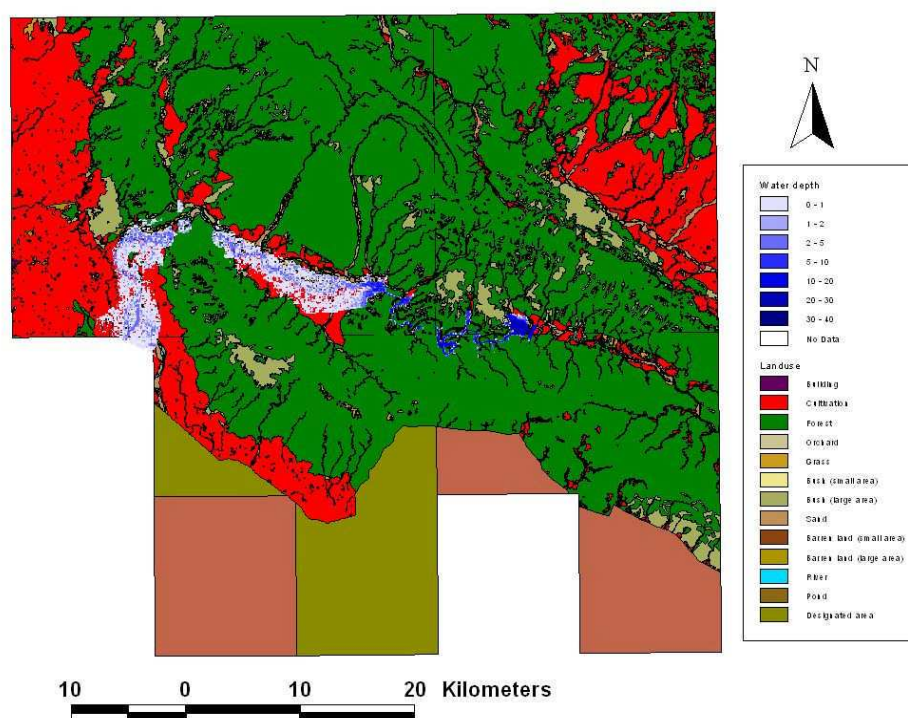 N
Water depth
0 - 1
1 - 2
2 - 5
5 - 10
10 - 20
20 - 30
30 - 40
No Data
Landuse
Building
Cultivation
Forest
Orchard
Grass
Bush (small area)
Bush (large area)
Sand
Barren land (small area)
Barren land (large area)
River
Pond
Designated area
10 0 10 20 Kilometers